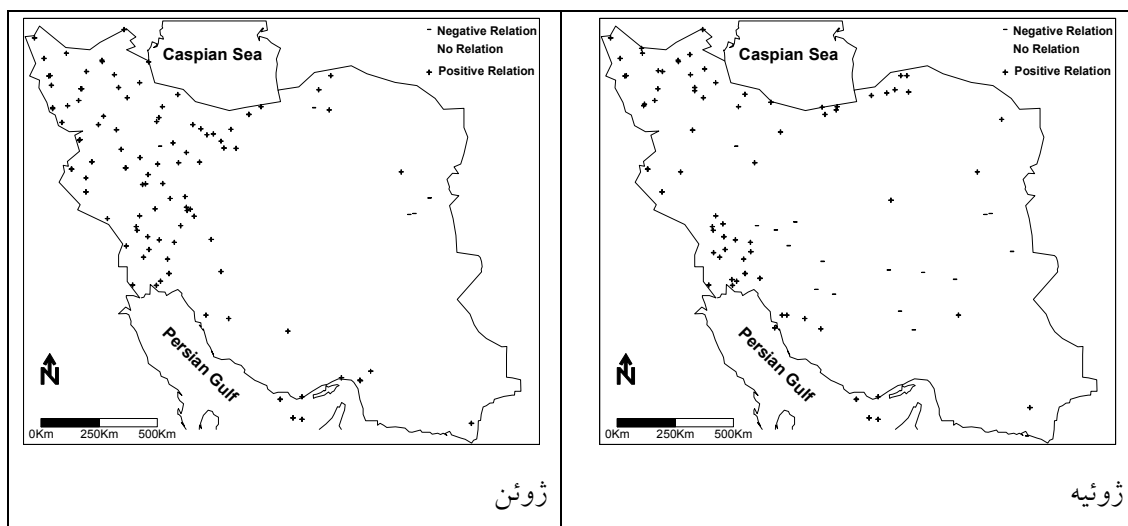 - Negative Relation
No Relation
+ Positive Relation
Caspian Sea
Persian Gulf
N
0Km 250Km 500Km
ژوئن
- Negative Relation
No Relation
+ Positive Relation
Caspian Sea
Persian Gulf
N
0Km 250Km 500Km
ژوئیه